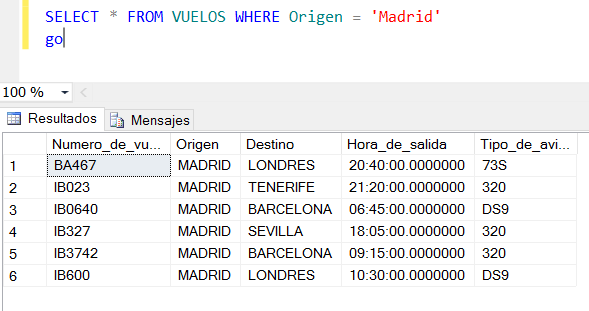 SELECT * FROM VUELOS WHERE Origen = 'Madrid'
go
100 %
Resultados Mensajes
Numero_de_vu... Origen Destino Hora_de_salida Tipo_de_avi...
1 BA467 MADRID LONDRES 20:40:00.0000000 73S
2 IB023 MADRID TENERIFE 21:20:00.0000000 320
3 IB0640 MADRID BARCELONA 06:45:00.0000000 DS9
4 IB327 MADRID SEVILLA 18:05:00.0000000 320
5 IB3742 MADRID BARCELONA 09:15:00.0000000 320
6 IB600 MADRID LONDRES 10:30:00.0000000 DS9